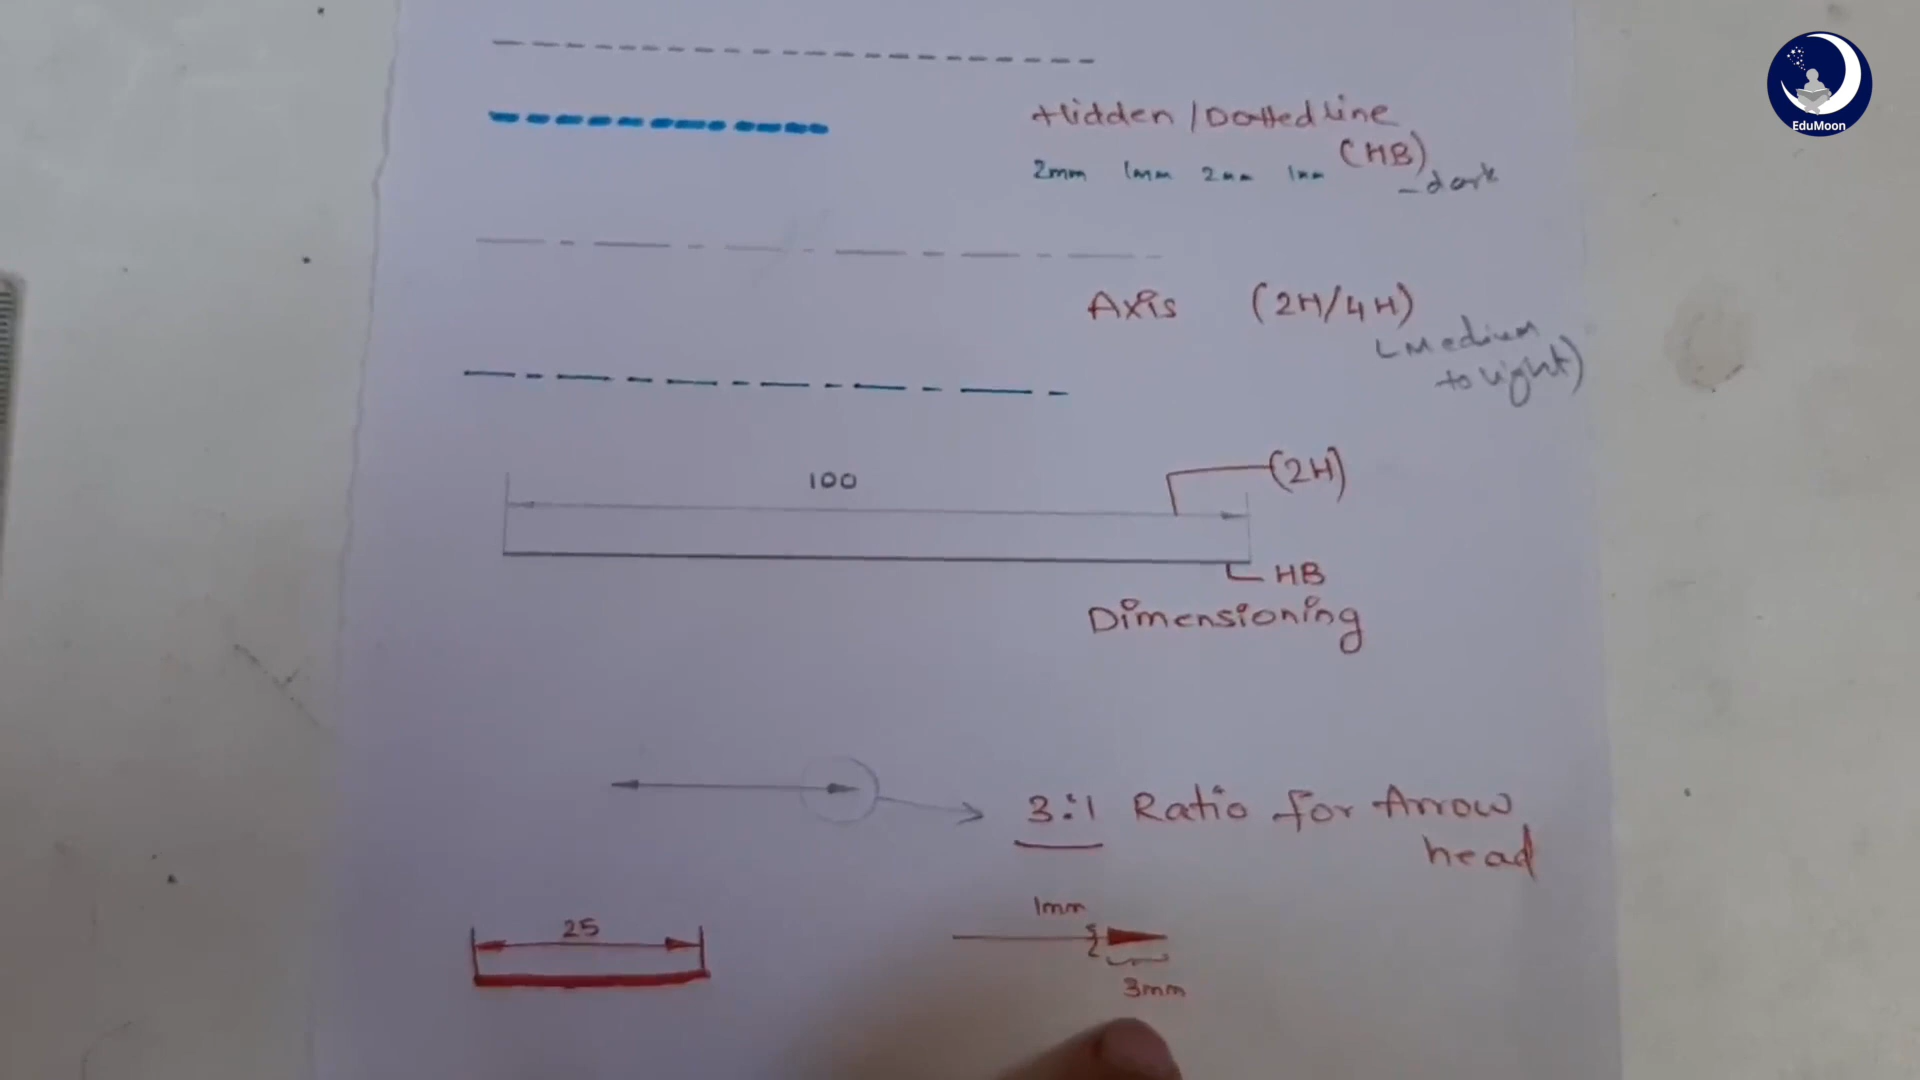 EduMoon
Hidden / Dotted line
(HB)
2mm 1mm 2mm 1mm
- dark
Axis (2H/4H)
(Medium
to light)
100
(2H)
HB
Dimensioning
3:1 Ratio for Arrow
head
25
1mm
3mm